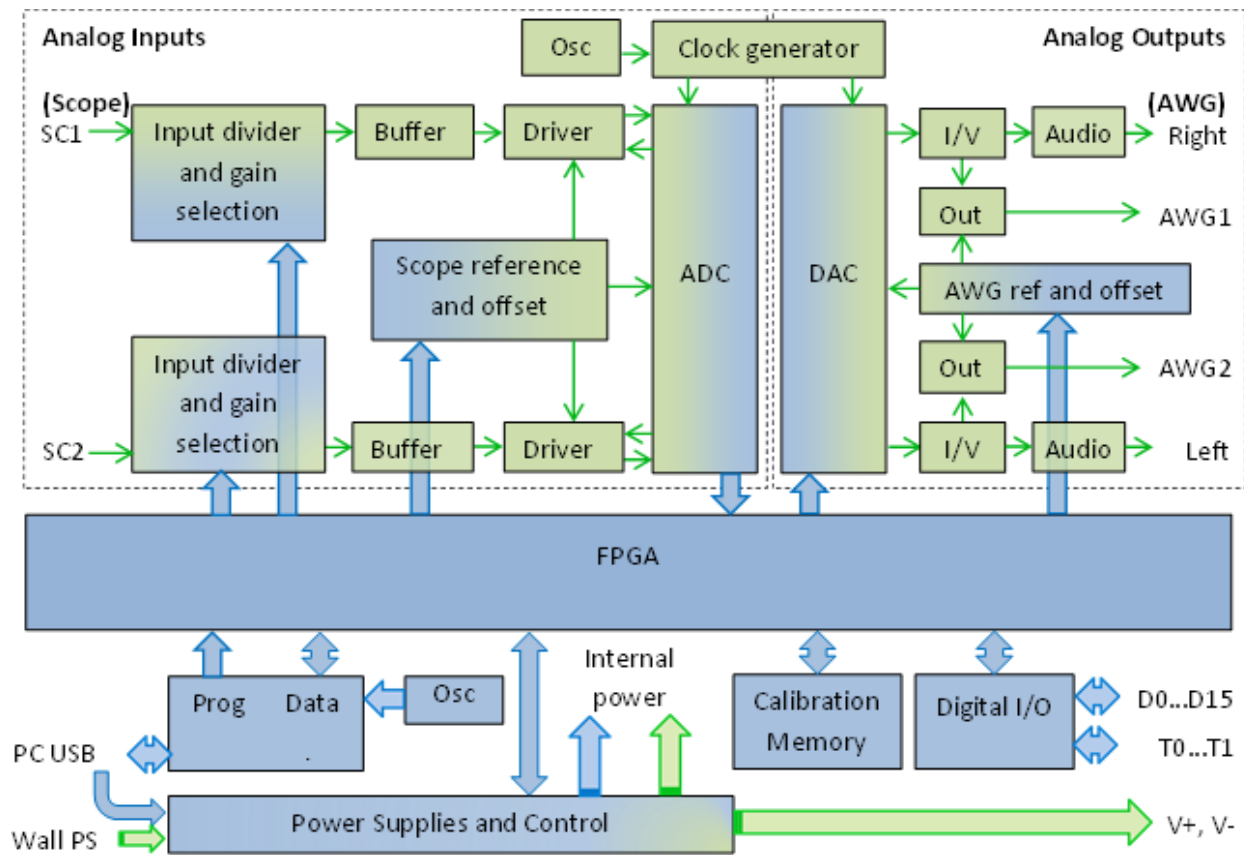 Analog Inputs
Osc
Clock generator
Analog Outputs
(Scope)
(AWG)
SC1
Input divider
and gain
selection
Buffer
Driver
I/V
Audio
Right
Out
AWG1
Scope reference
and offset
ADC
DAC
AWG ref and offset
Input divider
and gain
selection
Out
AWG2
SC2
Buffer
Driver
I/V
Audio
Left
FPGA
Internal
power
Prog
Data
Osc
Calibration
Memory
Digital I/O
D0...D15
T0...T1
PC USB
.
Power Supplies and Control
Wall PS
V+, V-